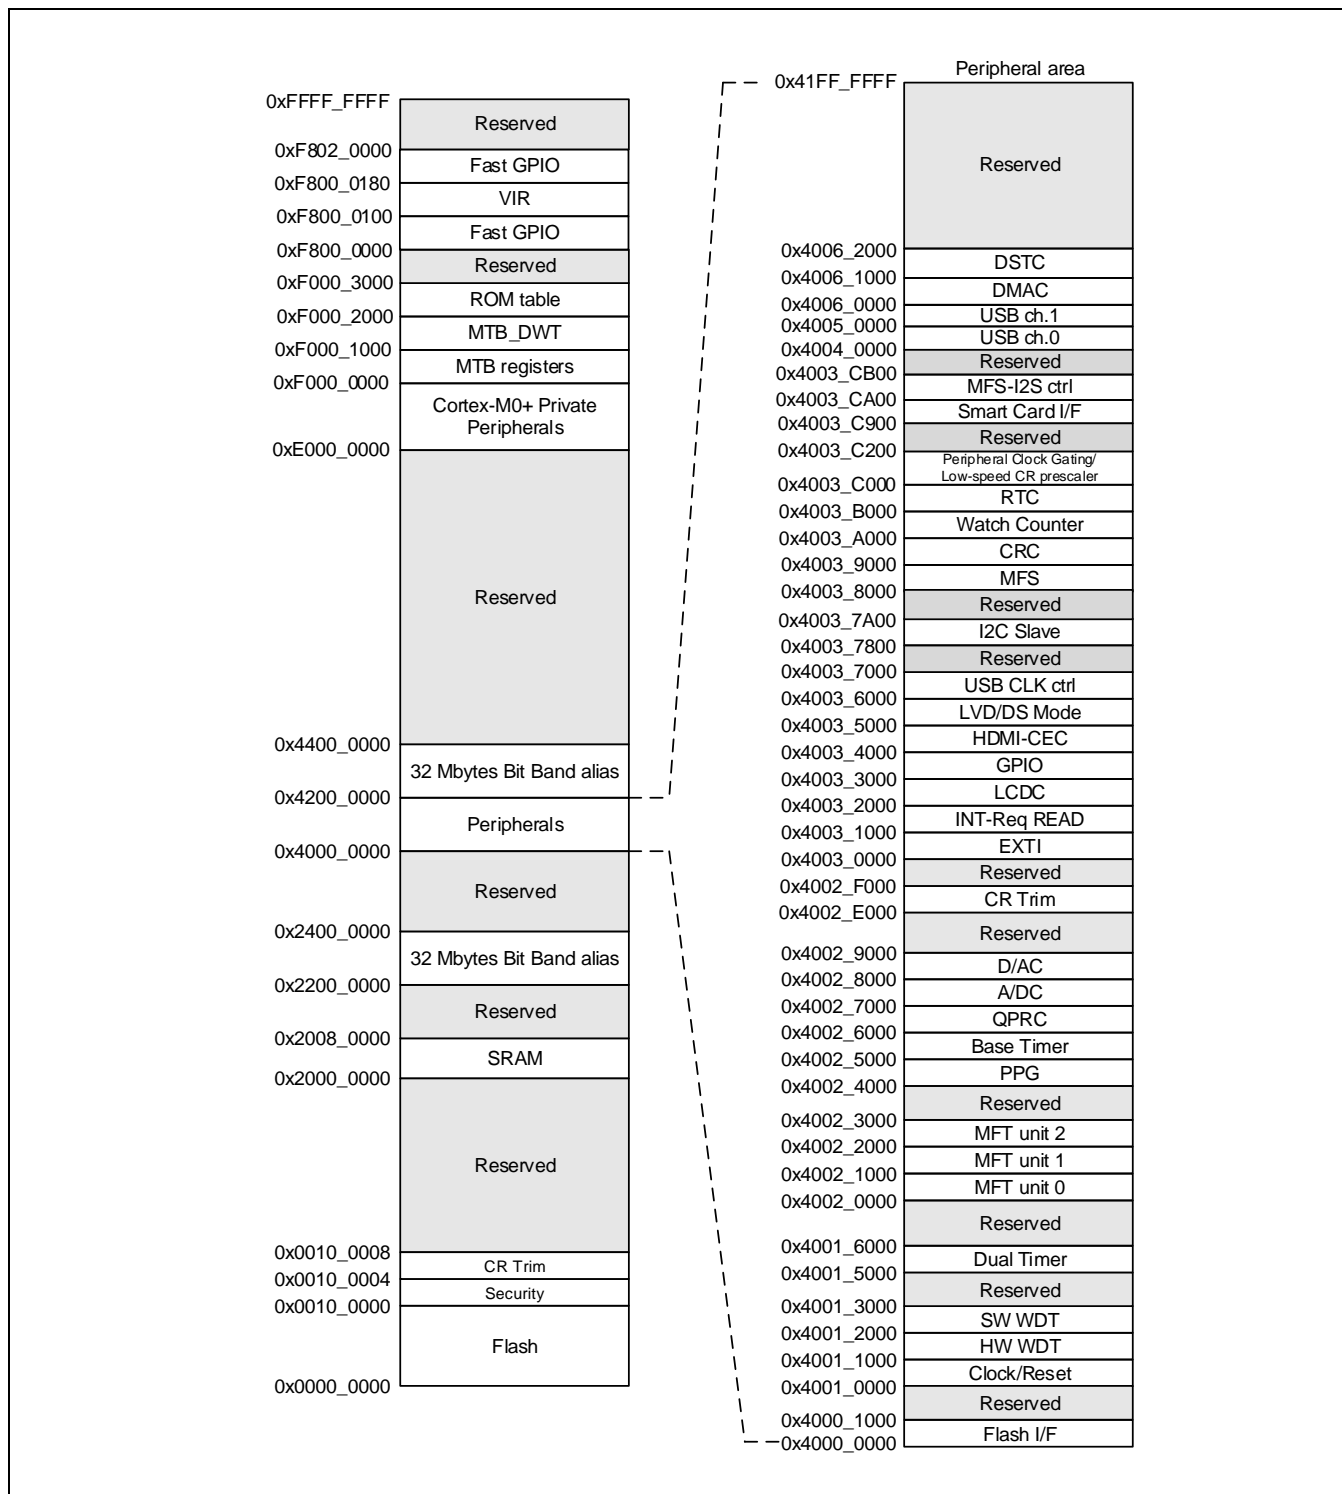 0xFFFF_FFFF
Reserved
0xF802_0000
Fast GPIO
0xF800_0180
VIR
0xF800_0100
Fast GPIO
0xF800_0000
Reserved
0xF000_3000
ROM table
0xF000_2000
MTB_DWT
0xF000_1000
MTB registers
0xF000_0000
Cortex-M0+ Private
Peripherals
0xE000_0000
Reserved
0x4400_0000
32 Mbytes Bit Band alias
0x4200_0000
Peripherals
0x4000_0000
Reserved
0x2400_0000
32 Mbytes Bit Band alias
0x2200_0000
Reserved
0x2008_0000
SRAM
0x2000_0000
Reserved
0x0010_0008
CR Trim
0x0010_0004
Security
0x0010_0000
Flash
0x0000_0000
Peripheral area
0x41FF_FFFF
Reserved
0x4006_2000
DSTC
0x4006_1000
DMAC
0x4006_0000
USB ch.1
0x4005_0000
USB ch.0
0x4004_0000
Reserved
0x4003_CB00
MFS-I2S ctrl
0x4003_CA00
Smart Card I/F
0x4003_C900
Reserved
0x4003_C200
Peripheral Clock Gating/
Low-speed CR prescaler
0x4003_C000
RTC
0x4003_B000
Watch Counter
0x4003_A000
CRC
0x4003_9000
MFS
0x4003_8000
Reserved
0x4003_7A00
I2C Slave
0x4003_7800
Reserved
0x4003_7000
USB CLK ctrl
0x4003_6000
LVD/DS Mode
0x4003_5000
HDMI-CEC
0x4003_4000
GPIO
0x4003_3000
LCDC
0x4003_2000
INT-Req READ
0x4003_1000
EXTI
0x4003_0000
Reserved
0x4002_F000
CR Trim
0x4002_E000
Reserved
0x4002_9000
D/AC
0x4002_8000
A/DC
0x4002_7000
QPRC
0x4002_6000
Base Timer
0x4002_5000
PPG
0x4002_4000
Reserved
0x4002_3000
MFT unit 2
0x4002_2000
MFT unit 1
0x4002_1000
MFT unit 0
0x4002_0000
Reserved
0x4001_6000
Dual Timer
0x4001_5000
Reserved
0x4001_3000
SW WDT
0x4001_2000
HW WDT
0x4001_1000
Clock/Reset
0x4001_0000
Reserved
0x4000_1000
Flash I/F
0x4000_0000